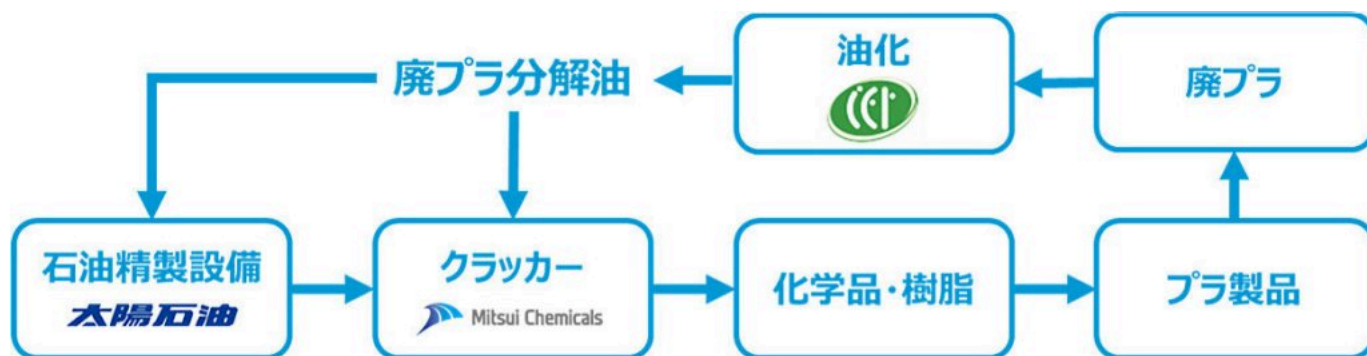 油化
CFP
廃プラ
廃プラ分解油
石油精製設備
太陽石油
クラッカー
Mitsui Chemicals
化学品・樹脂
プラ製品